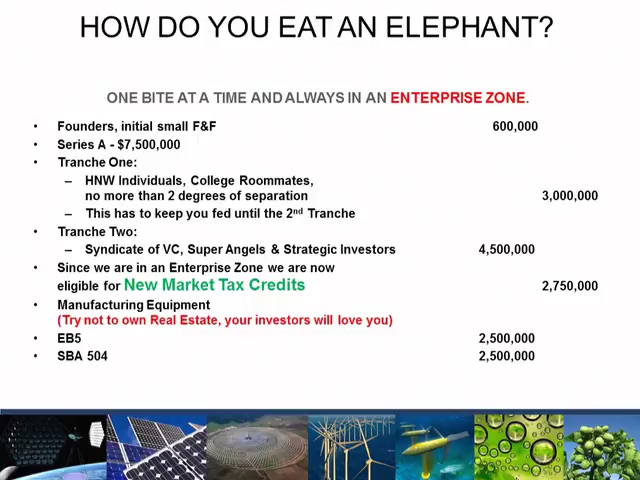 HOW DO YOU EAT AN ELEPHANT?
ONE BITE AT A TIME AND ALWAYS IN AN ENTERPRISE ZONE.
• Founders, initial small F&F 600,000
• Series A - $7,500,000
• Tranche One:
– HNW Individuals, College Roommates,
no more than 2 degrees of separation 3,000,000
– This has to keep you fed until the 2nd Tranche
• Tranche Two:
– Syndicate of VC, Super Angels & Strategic Investors 4,500,000
• Since we are in an Enterprise Zone we are now
eligible for New Market Tax Credits 2,750,000
• Manufacturing Equipment
(Try not to own Real Estate, your investors will love you)
• EB5 2,500,000
• SBA 504 2,500,000